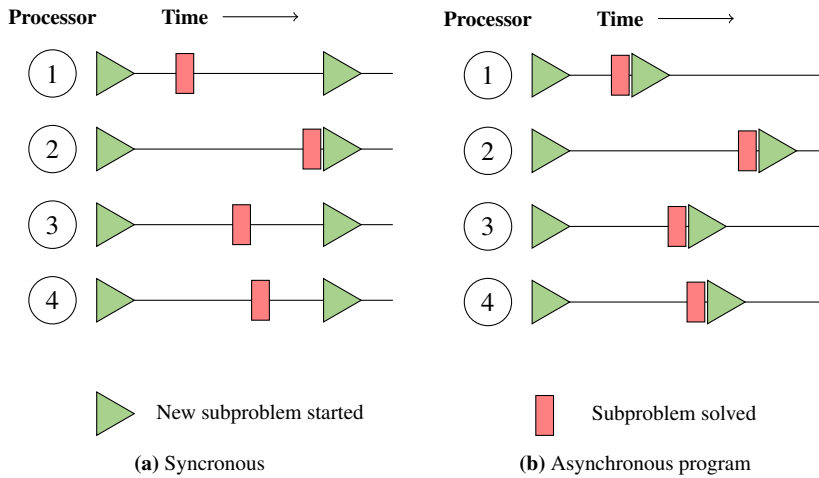 Processor Time
1
2
3
4
New subproblem started
(a) Syncronous
Processor Time
1
2
3
4
Subproblem solved
(b) Asynchronous program